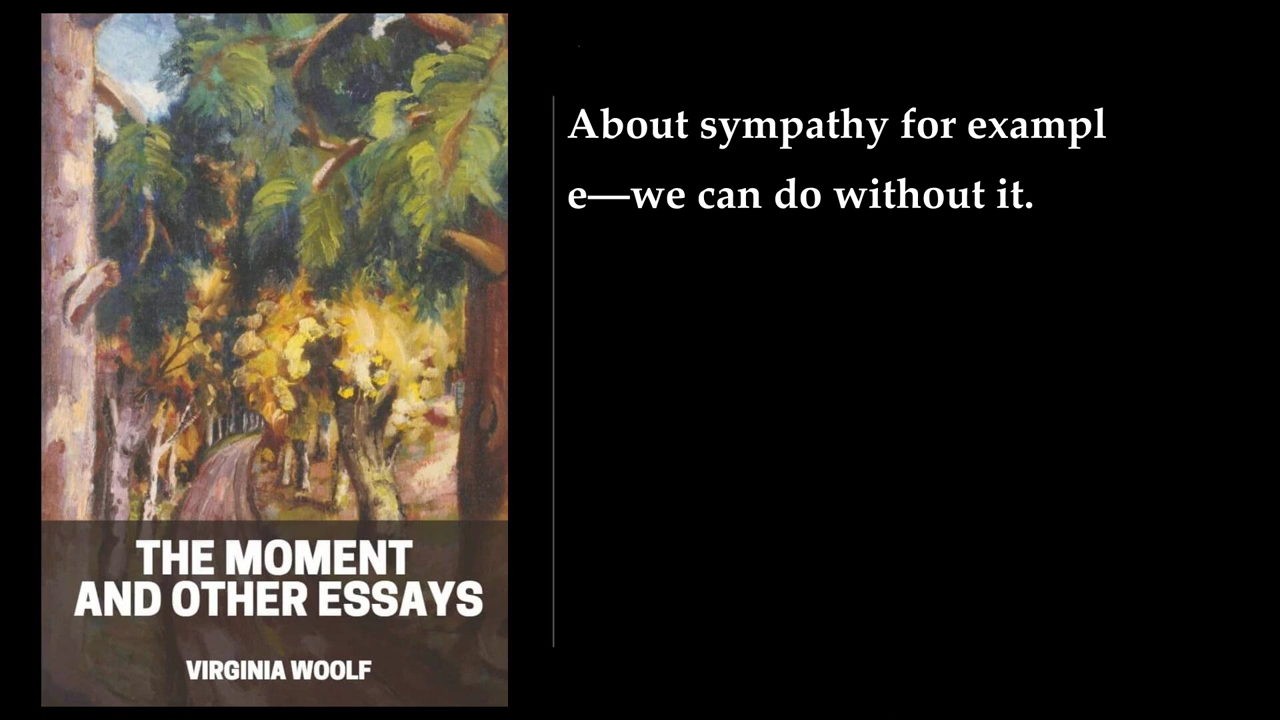 About sympathy for exampl
e—we can do without it.
THE MOMENT
AND OTHER ESSAYS
VIRGINIA WOOLF